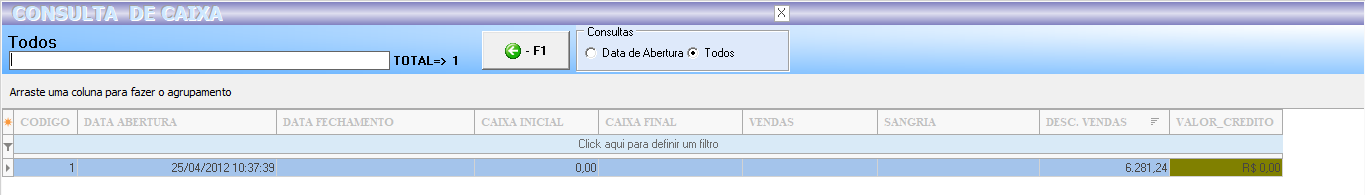 CONSULTA DE CAIXA X
Todos
TOTAL=> 1
- F1
Consultas
Data de Abertura Todos
Arraste uma coluna para fazer o agrupamento
CODIGO DATA ABERTURA DATA FECHAMENTO CAIXA INICIAL CAIXA FINAL VENDAS SANGRIA DESC. VENDAS VALOR_CREDITO
Click aqui para definir um filtro
1 25/04/2012 10:37:39 0,00 6.281,24 R$ 0,00